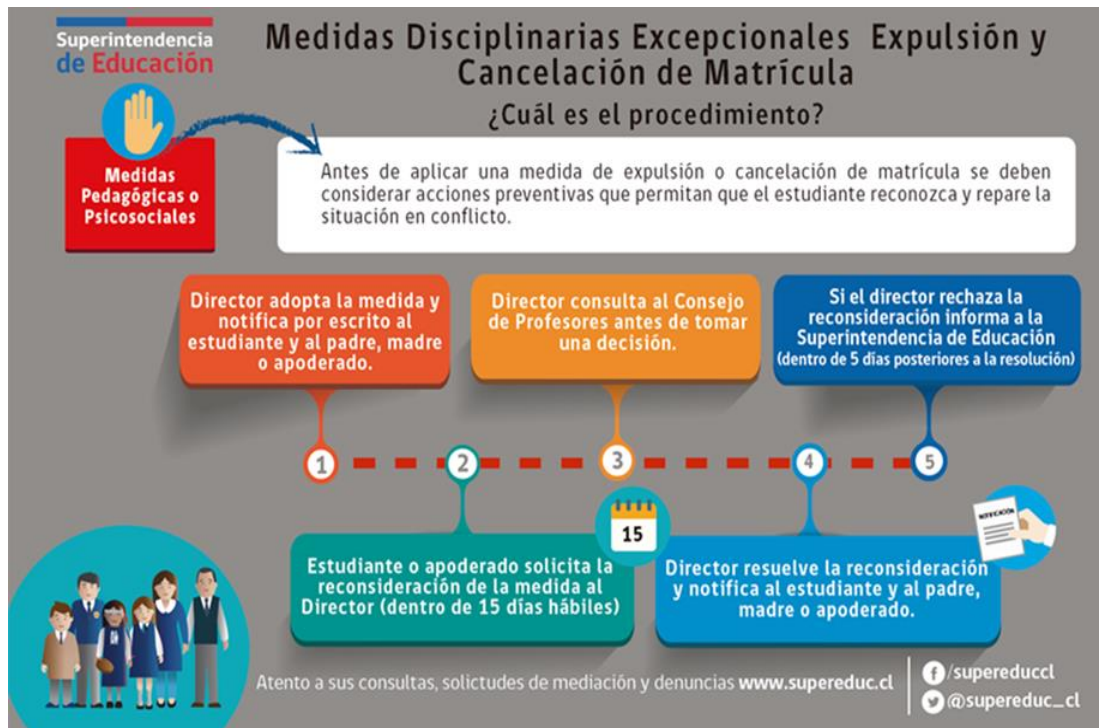 Superintendencia
de Educación
Medidas Disciplinarias Excepcionales Expulsión y
Cancelación de Matrícula
¿Cuál es el procedimiento?
Medidas
Pedagógicas o
Psicosociales
Antes de aplicar una medida de expulsión o cancelación de matrícula se deben
considerar acciones preventivas que permitan que el estudiante reconozca y repare la
situación en conflicto.
Director adopta la medida y
notifica por escrito al
estudiante y al padre, madre
o apoderado.
Director consulta al Consejo
de Profesores antes de tomar
una decisión.
Si el director rechaza la
reconsideración informa a la
Superintendencia de Educación
(dentro de 5 días posteriores a la resolución)
1
2
3
4
5
15
NOTIFICACIÓN
Estudiante o apoderado solicita la
reconsideración de la medida al
Director (dentro de 15 días hábiles)
Director resuelve la reconsideración
y notifica al estudiante y al padre,
madre o apoderado.
Atento a sus consultas, solictudes de mediación y denuncias www.supereduc.cl
/supereduccl
@supereduc_cl